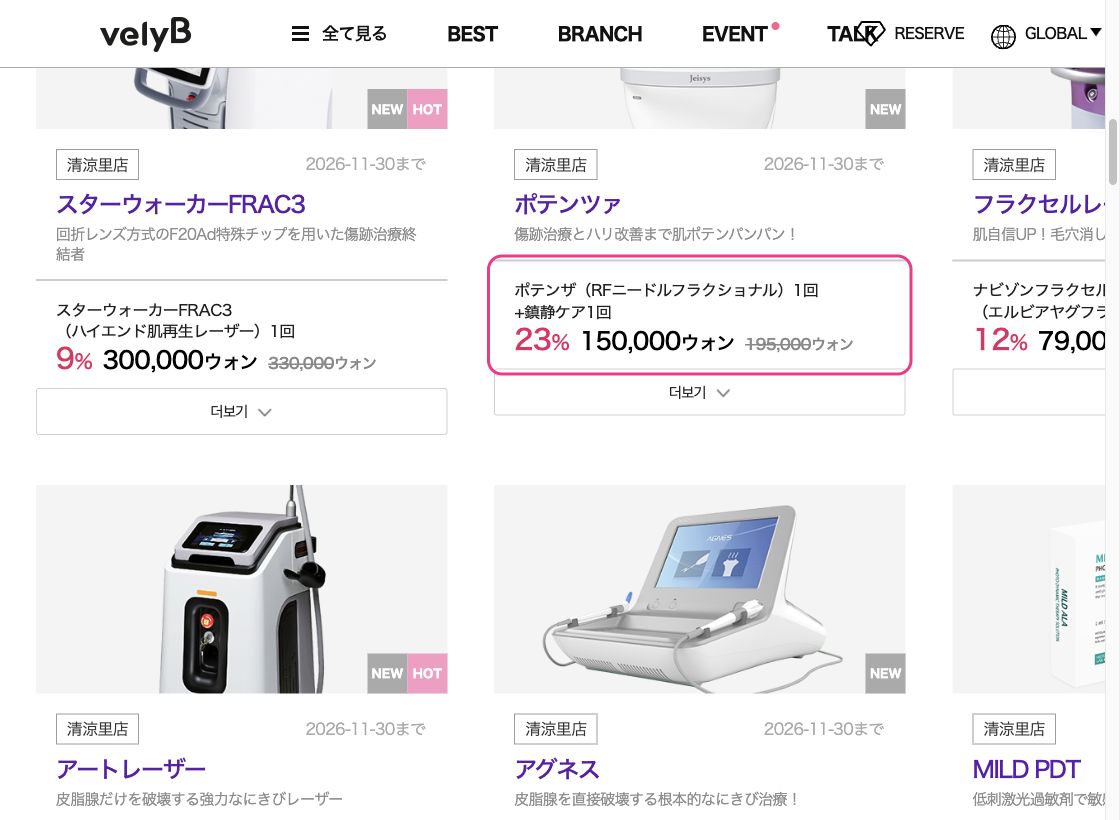 velyB
全て見る
BEST
BRANCH
EVENT
TALK
RESERVE
GLOBAL▼
Jeisys
NEW HOT
NEW
清涼里店
2026-11-30まで
スターウォーカーFRAC3
回折レンズ方式のF20Ad特殊チップを用いた傷跡治療終
結者
スターウォーカーFRAC3
（ハイエンド肌再生レーザー）1回
9% 300,000ウォン 330,000ウォン
더보기
清涼里店
2026-11-30まで
ポテンツァ
傷跡治療とハリ改善まで肌ポテンパンパン！
ポテンザ（RFニードルフラクショナル）1回
+鎮静ケア1回
23% 150,000ウォン 195,000ウォン
더보기
清涼里店
フラクセルレ
肌自信UP！毛穴消し
ナビゾンフラクセル
（エルビアヤグフラ
12% 79,00
NEW HOT
AGNES
NEW
MILD ALA
清涼里店
2026-11-30まで
アートレーザー
皮脂腺だけを破壊する強力なにきびレーザー
清涼里店
2026-11-30まで
アグネス
皮脂腺を直接破壊する根本的なにきび治療！
清涼里店
MILD PDT
低刺激光過敏剤で敏